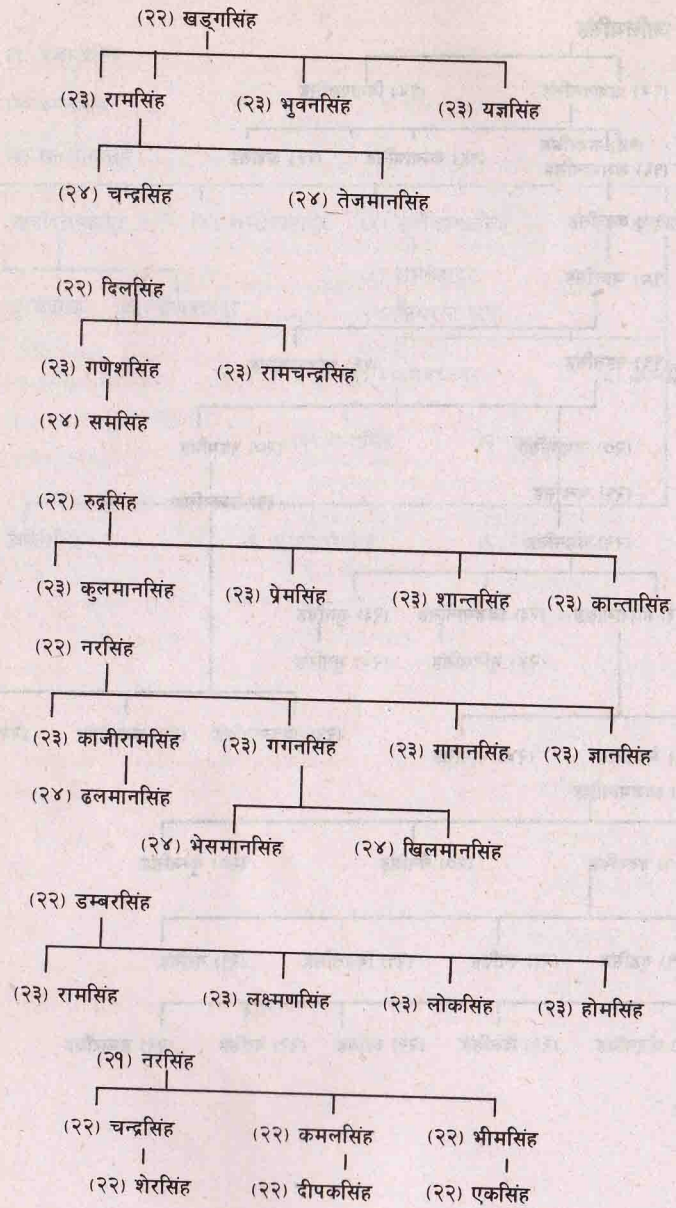 (२२) खड्गसिंह
(२३) रामसिंह (२३) भुवनसिंह (२३) यज्ञसिंह
(२४) चन्द्रसिंह (२४) तेजमानसिंह
(२२) दिलसिंह
(२३) गणेशसिंह (२३) रामचन्द्रसिंह
(२४) समसिंह
(२२) रुद्रसिंह
(२३) कुलमानसिंह (२३) प्रेमसिंह (२३) शान्तसिंह (२३) कान्तासिंह
(२२) नरसिंह
(२३) काजीरामसिंह (२३) गगनसिंह (२३) गागनसिंह (२३) ज्ञानसिंह
(२४) ढलमानसिंह
(२४) भेसमानसिंह (२४) खिलमानसिंह
(२२) डम्बरसिंह
(२३) रामसिंह (२३) लक्ष्मणसिंह (२३) लोकसिंह (२३) होमसिंह
(२१) नरसिंह
(२२) चन्द्रसिंह (२२) कमलसिंह (२२) भीमसिंह
(२२) शेरसिंह (२२) दीपकसिंह (२२) एकसिंह